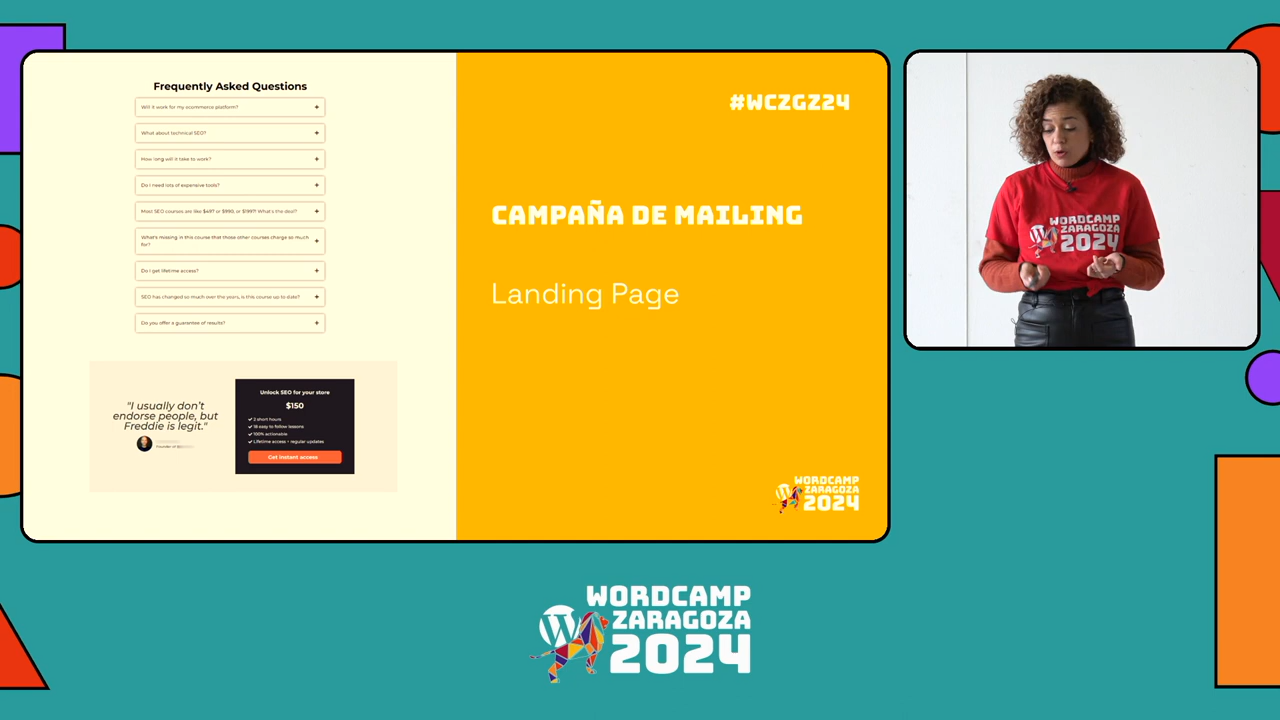 Frequently Asked Questions
Will it work for my ecommerce platform?
What about technical SEO?
How long will it take to work?
Do I need lots of expensive tools?
Most SEO courses are like $497 or $990, or $1997! What's the deal?
What's missing in this course that those other courses charge so much
for?
Do I get lifetime access?
SEO has changed so much over the years, is this course up to date?
Do you offer a guarantee of results?
"I usually don't
endorse people, but
Freddie is legit."
Founder of
Unlock SEO for your store
$150
2 short hours
18 easy to follow lessons
100% actionable
Lifetime access + regular updates
Get instant access
#WCZGZ24
CAMPAÑA DE MAILING
Landing Page
WORDCAMP
ZARAGOZA
2024
WORDCAMP
ZARAGOZA
2024
WORDCAMP
ZARAGOZA
2024